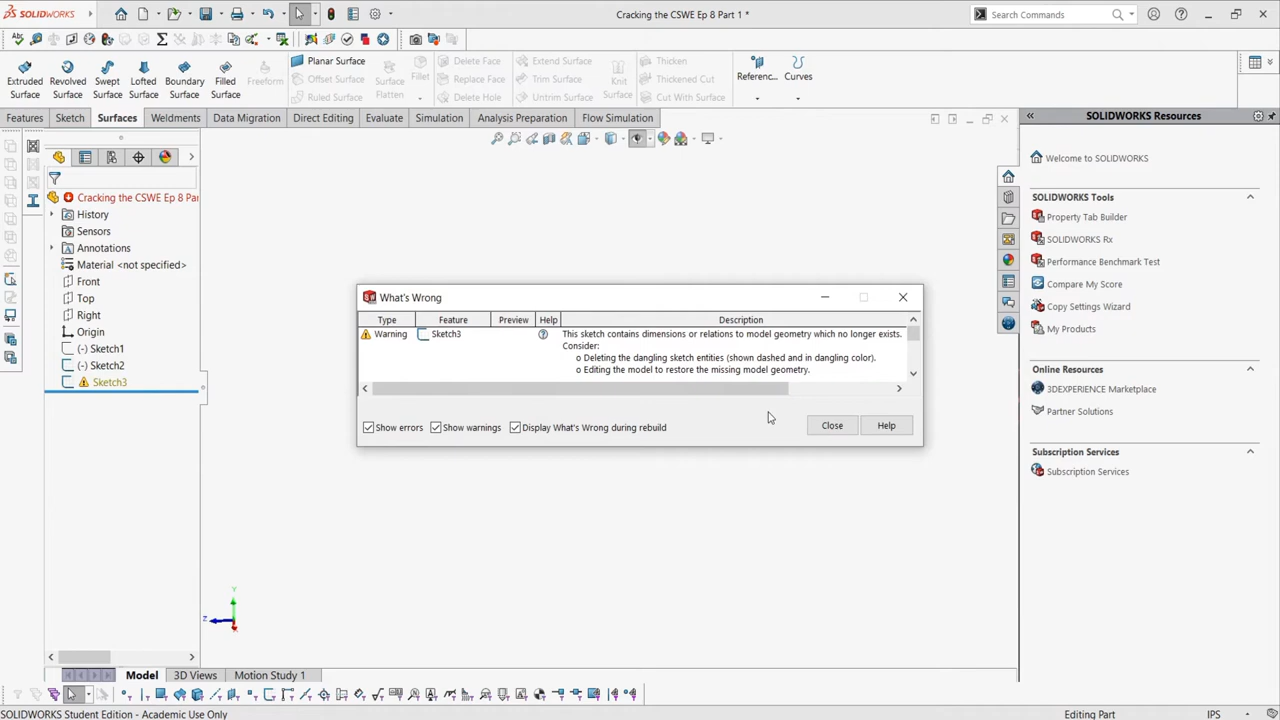 SOLIDWORKS
Cracking the CSWE Ep 8 Part 1 *
Search Commands
Extruded Surface
Revolved Surface
Swept Surface
Lofted Surface
Boundary Surface
Filled Surface
Freeform
Planar Surface
Offset Surface
Ruled Surface
Surface Flatten
Fillet
Delete Face
Replace Face
Delete Hole
Extend Surface
Trim Surface
Untrim Surface
Knit Surface
Thicken
Thickened Cut
Cut With Surface
Referenc...
Curves
Features Sketch Surfaces Weldments Data Migration Direct Editing Evaluate Simulation Analysis Preparation Flow Simulation
Cracking the CSWE Ep 8 Par
History
Sensors
Annotations
Material <not specified>
Front
Top
Right
Origin
(-) Sketch1
(-) Sketch2
Sketch3
What's Wrong
Type Feature Preview Help Description
Warning Sketch3 This sketch contains dimensions or relations to model geometry which no longer exists.
Consider:
o Deleting the dangling sketch entities (shown dashed and in dangling color).
o Editing the model to restore the missing model geometry.
Show errors Show warnings Display What's Wrong during rebuild
Close Help
SOLIDWORKS Resources
Welcome to SOLIDWORKS
SOLIDWORKS Tools
Property Tab Builder
SOLIDWORKS Rx
Performance Benchmark Test
Compare My Score
Copy Settings Wizard
My Products
Online Resources
3DEXPERIENCE Marketplace
Partner Solutions
Subscription Services
Subscription Services
Y
Z
Model 3D Views Motion Study 1
SOLIDWORKS Student Edition - Academic Use Only
Editing Part
IPS